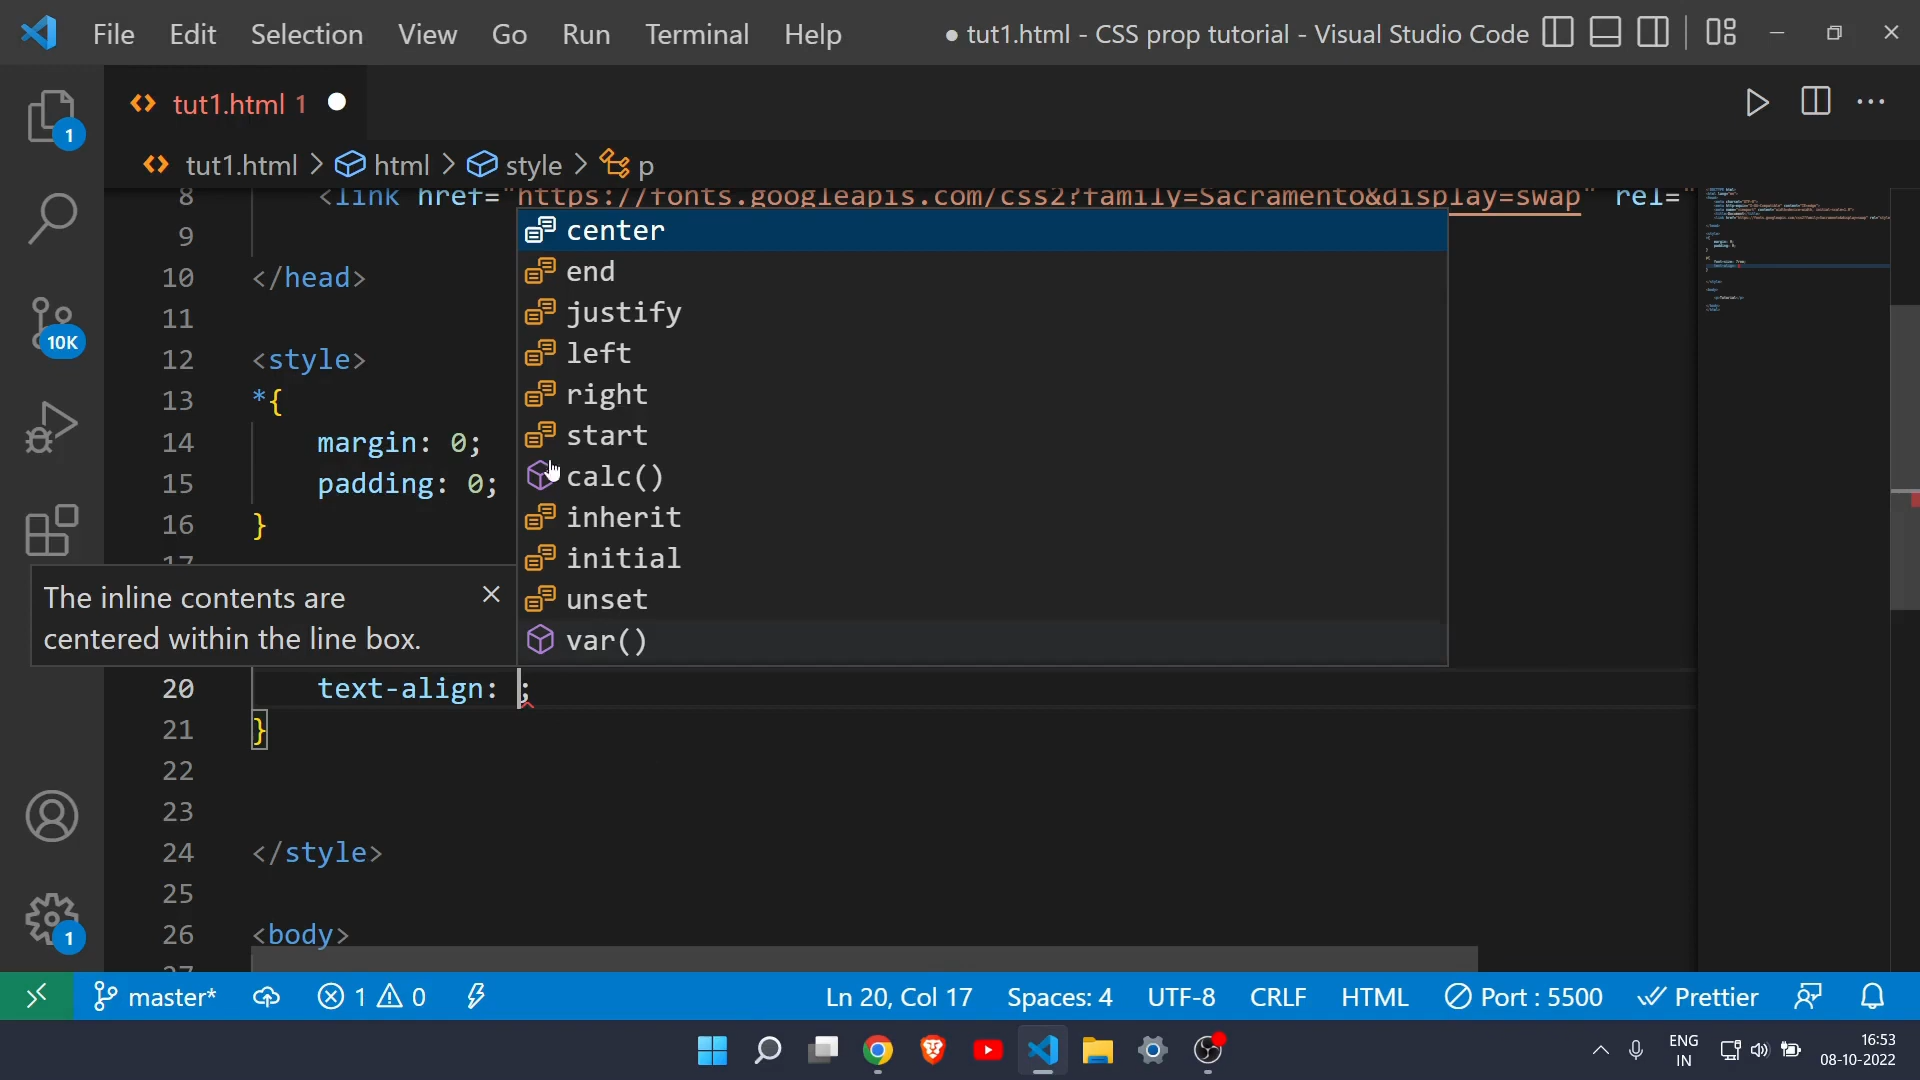 File Edit Selection View Go Run Terminal Help ● tut1.html - CSS prop tutorial - Visual Studio Code
1
tut1.html 1
tut1.html > html > style > p
8 <link href="https://fonts.googleapis.com/css2?family=Sacramento&display=swap" rel="
9
10 </head>
11
12 <style>
13 *{
14 margin: 0;
15 padding: 0;
16 }
17
center
end
justify
left
right
start
calc()
inherit
initial
unset
var()
10K
The inline contents are
centered within the line box.
20 text-align: ;
21 }
22
23
24 </style>
25
26 <body>
27
1
master* 1 0 Ln 20, Col 17 Spaces: 4 UTF-8 CRLF HTML Port : 5500 Prettier
ENG
IN
16:53
08-10-2022